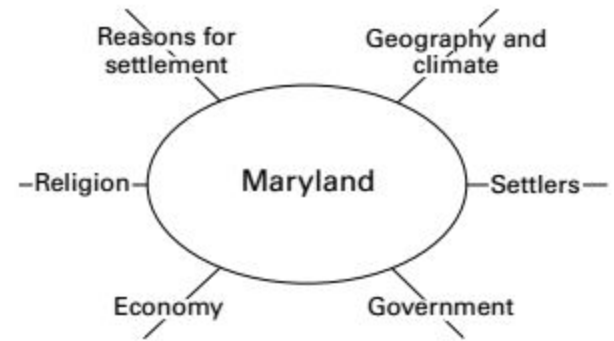 Reasons for
settlement
Geography and
climate
Religion
Maryland
Settlers
Economy
Government